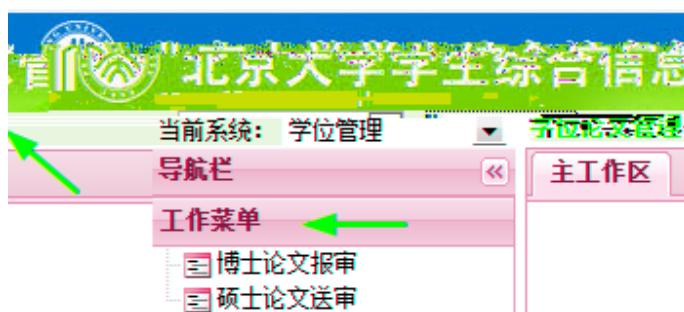 北京大学学生综合信息
当前系统： 学位管理
导航栏
主工作区
工作菜单
博士论文报审
硕士论文送审